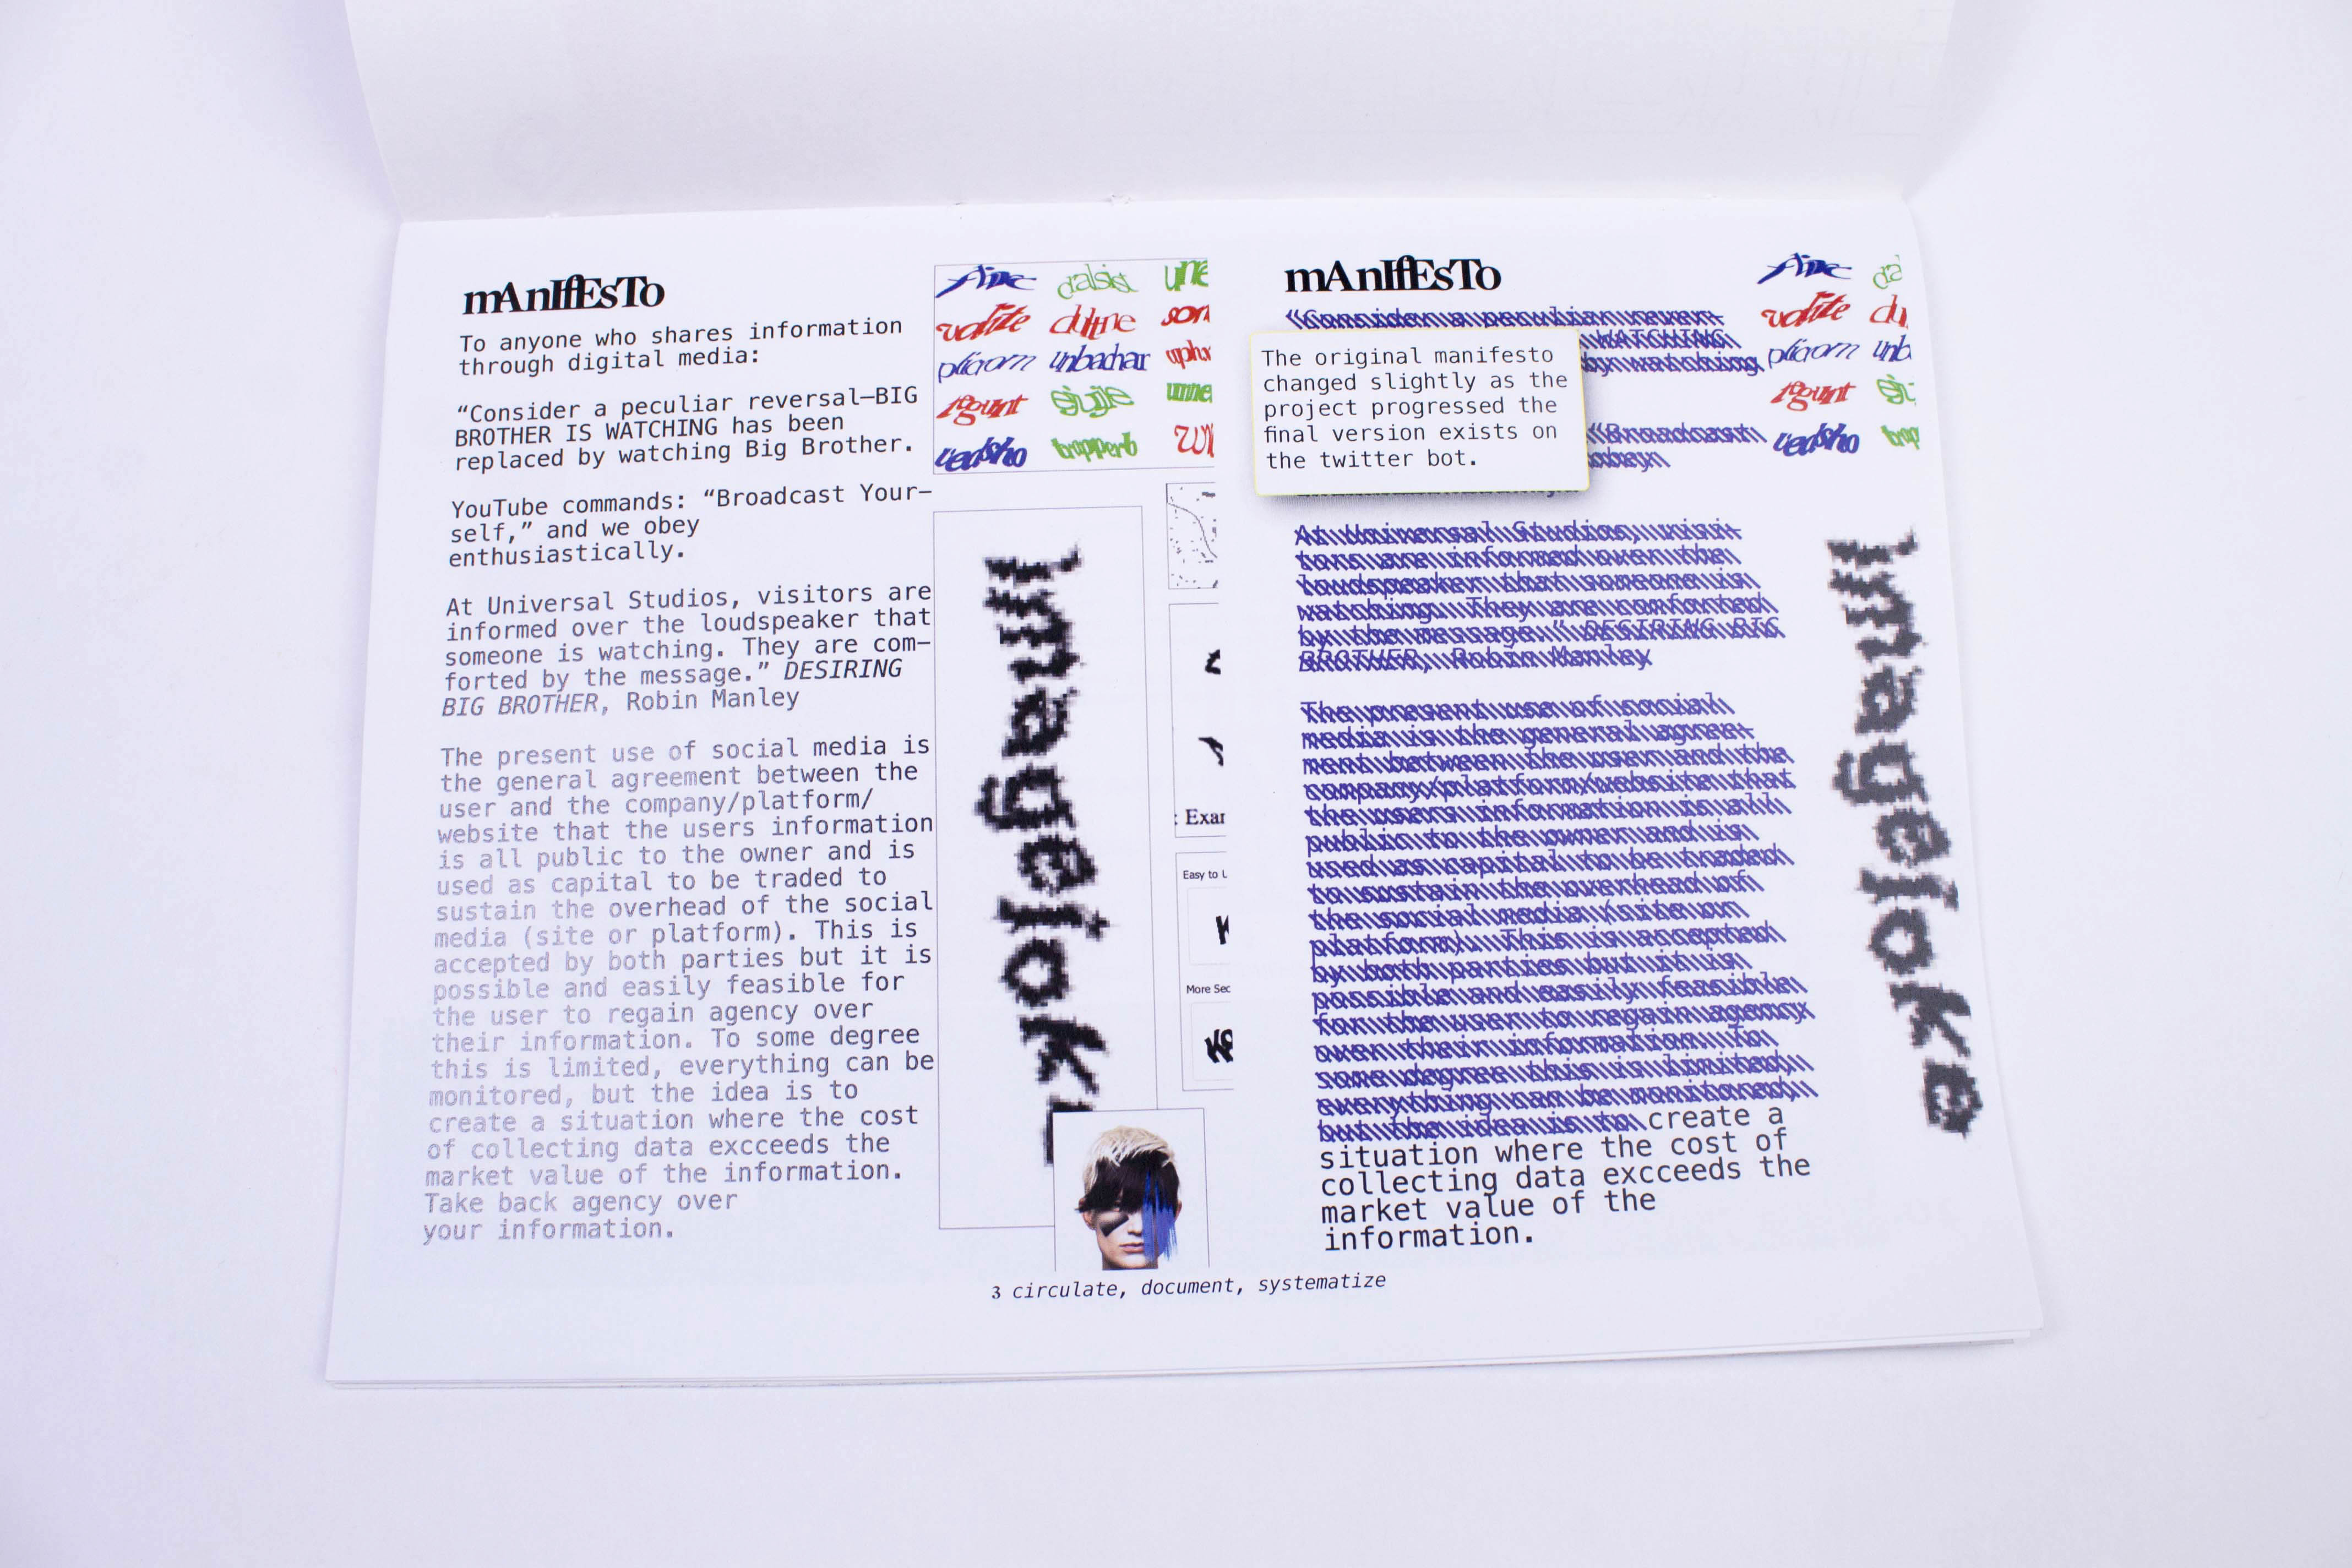 mAnIfEsTo
To anyone who shares information
through digital media:
“Consider a peculiar reversal—BIG
BROTHER IS WATCHING has been
replaced by watching Big Brother.
YouTube commands: “Broadcast Your-
self,” and we obey
enthusiastically.
At Universal Studios, visitors are
informed over the loudspeaker that
someone is watching. They are com-
forted by the message.” DESIRING
BIG BROTHER, Robin Manley
The present use of social media is
the general agreement between the
user and the company/platform/
website that the users information
is all public to the owner and is
used as capital to be traded to
sustain the overhead of the social
media (site or platform). This is
accepted by both parties but it is
possible and easily feasible for
the user to regain agency over
their information. To some degree
this is limited, everything can be
monitored, but the idea is to
create a situation where the cost
of collecting data excceeds the
market value of the information.
Take back agency over
your information.
imagejok
: Exar
Easy to U
More Sec
mAnIfEsTo
“Consider a peculiar rever-
WATCHING
by watching
“Broadcast
The original manifesto
changed slightly as the
project progressed the
final version exists on
the twitter bot.
At Universal Studios, visi-
tors are informed over the
loudspeaker that someone is
watching. They are comforted
by the message.” DESIRING BIG
BROTHER, Robin Manley
The present use of social
media is the general agree-
ment between the user and the
company/platform/website that
the users information is all
public to the owner and is
used as capital to be traded
to sustain the overhead of
the social media (site or
platform). This is accepted
by both parties but it is
possible and easily feasible
for the user to regain agency
over their information. To
some degree this is limited,
everything can be monitored,
but the idea is to create a
situation where the cost of
collecting data excceeds the
market value of the
information.
imagejoke
3 circulate, document, systematize